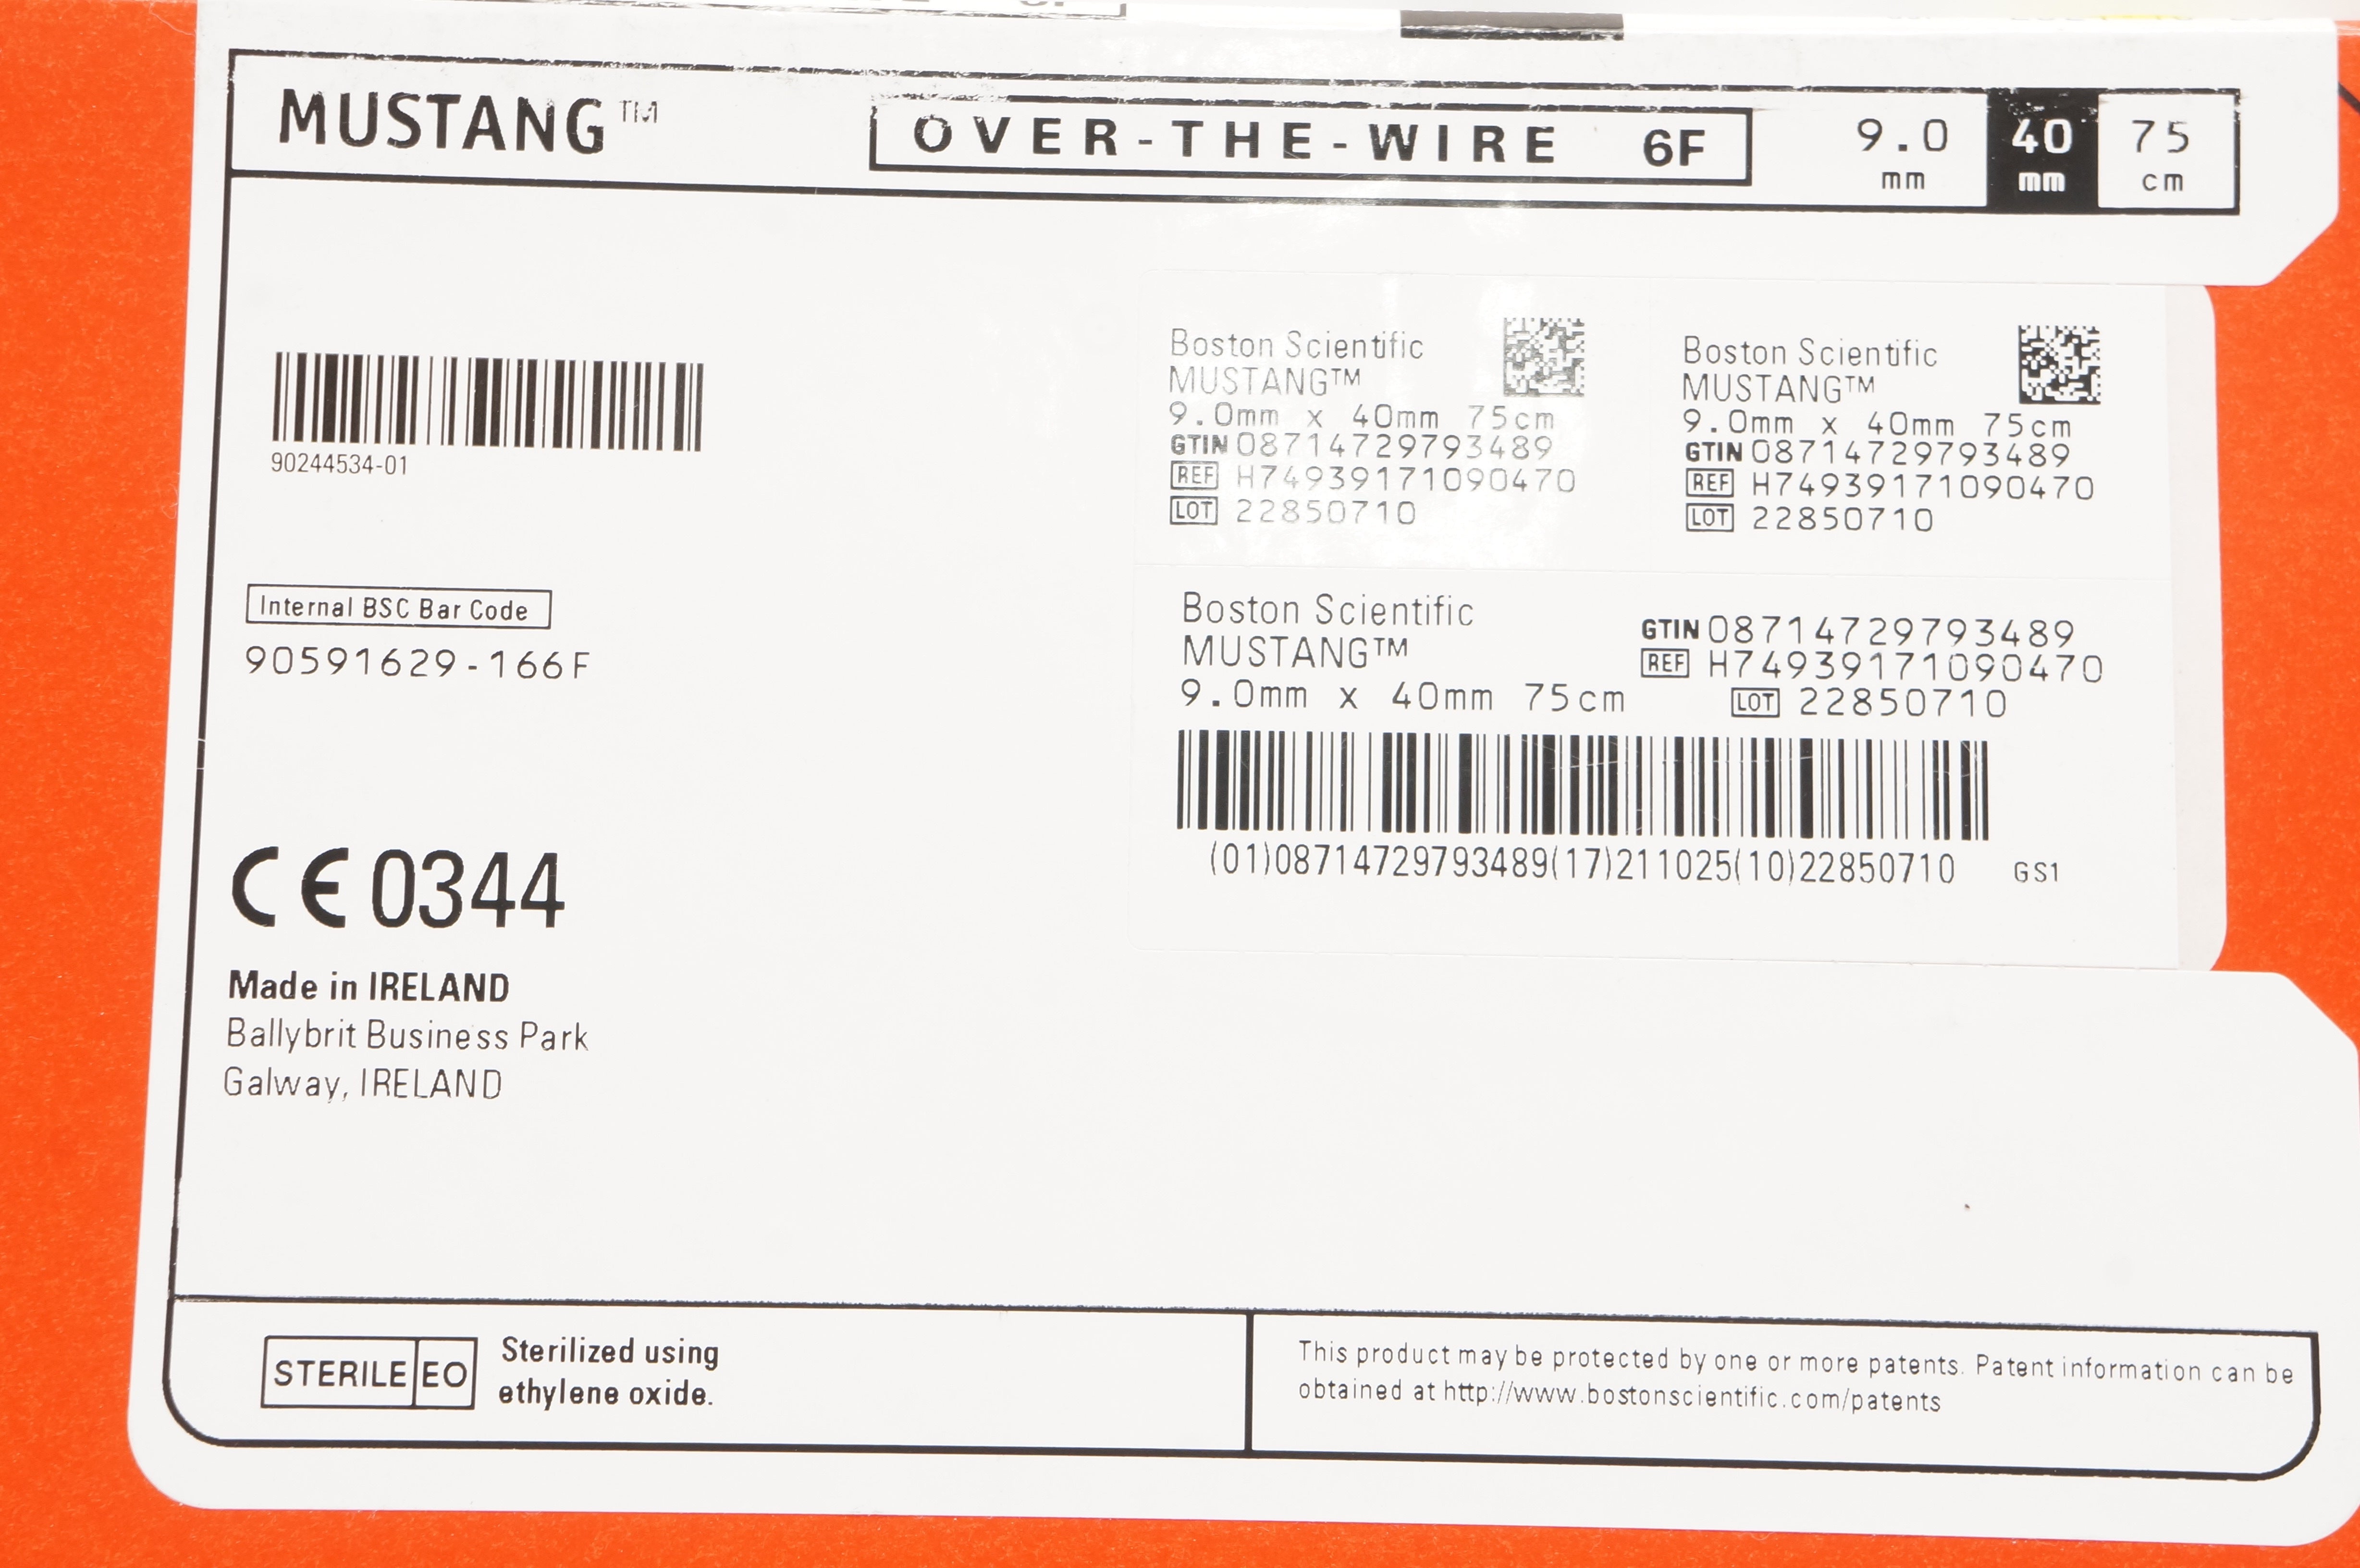 MUSTANG™
OVER-THE-WIRE 6F
9.0 mm
40 mm
75 cm
90244534-01
Internal BSC Bar Code
90591629-166F
CE 0344
Made in IRELAND
Ballybrit Business Park
Galway, IRELAND
Boston Scientific
MUSTANG™
9.0mm x 40mm 75cm
GTIN 08714729793489
REF H74939171090470
LOT 22850710
Boston Scientific
MUSTANG™
9.0mm x 40mm 75cm
GTIN 08714729793489
REF H74939171090470
LOT 22850710
Boston Scientific
MUSTANG™
9.0mm x 40mm 75cm
GTIN 08714729793489
REF H74939171090470
LOT 22850710
(01)08714729793489(17)211025(10)22850710 GS1
STERILE EO
Sterilized using
ethylene oxide.
This product may be protected by one or more patents. Patent information can be
obtained at http://www.bostonscientific.com/patents